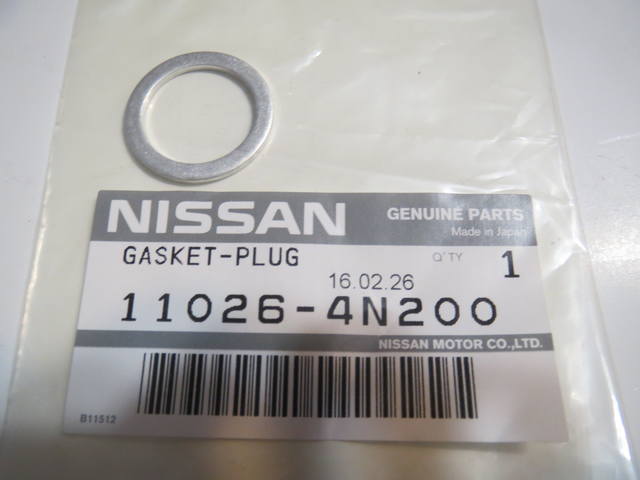 NISSAN
GENUINE PARTS
Made in Japan
GASKET-PLUG
Q'TY 1
16.02.26
11026-4N200
NISSAN MOTOR CO.,LTD.
B11512